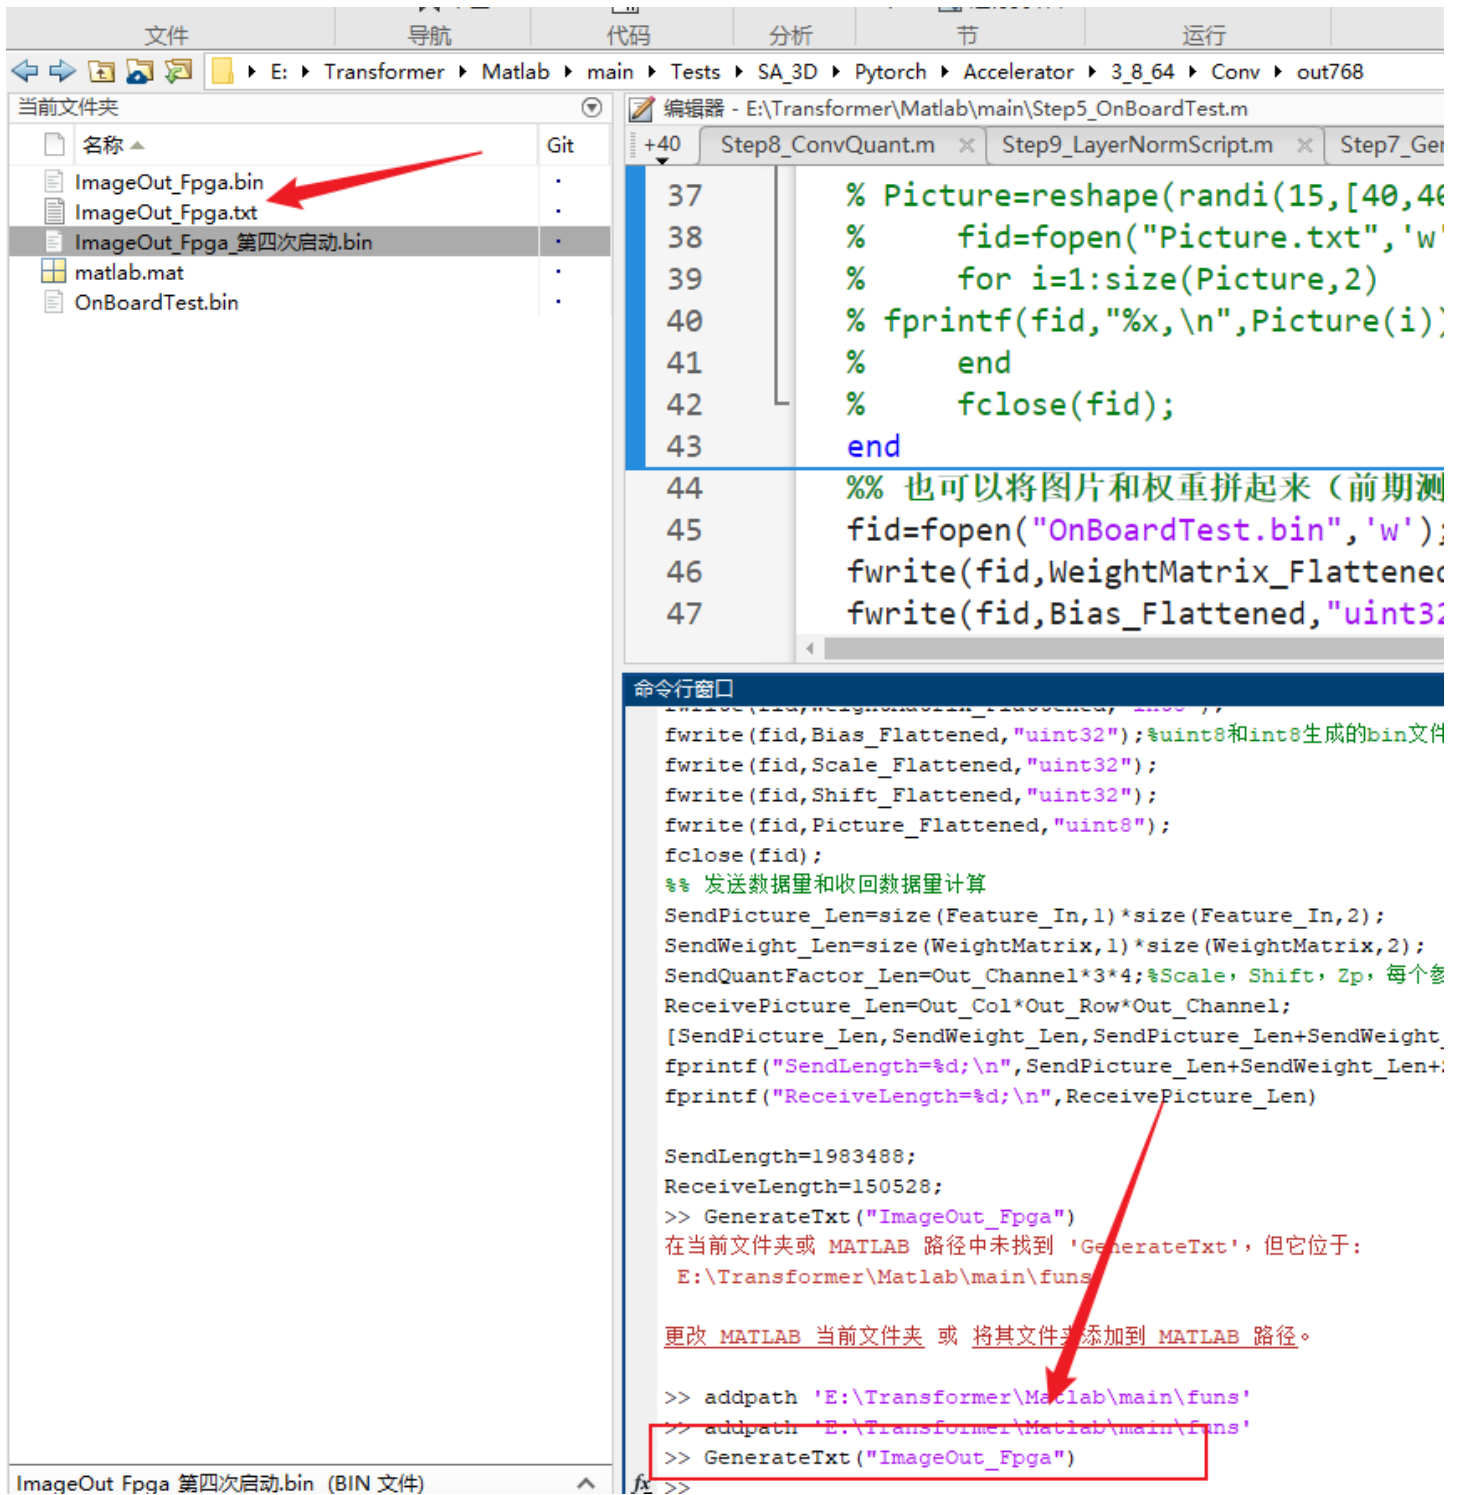 文件 导航 代码 分析 节 运行
E: Transformer Matlab main Tests SA_3D Pytorch Accelerator 3_8_64 Conv out768
当前文件夹
名称 Git
ImageOut_Fpga.bin
ImageOut_Fpga.txt
ImageOut_Fpga_第四次启动.bin
matlab.mat
OnBoardTest.bin
编辑器 - E:\Transformer\Matlab\main\Step5_OnBoardTest.m
+40 Step8_ConvQuant.m Step9_LayerNormScript.m Step7_Ger
37 % Picture=reshape(randi(15,[40,40
38 % fid=fopen("Picture.txt",'w'
39 % for i=1:size(Picture,2)
40 % fprintf(fid,"%x,\n",Picture(i))
41 % end
42 % fclose(fid);
43 end
44 %% 也可以将图片和权重拼起来（前期测
45 fid=fopen("OnBoardTest.bin",'w');
46 fwrite(fid,WeightMatrix_Flattened
47 fwrite(fid,Bias_Flattened,"uint32
命令行窗口
fwrite(fid,Bias_Flattened,"uint32");%uint8和int8生成的bin文件
fwrite(fid,Scale_Flattened,"uint32");
fwrite(fid,Shift_Flattened,"uint32");
fwrite(fid,Picture_Flattened,"uint8");
fclose(fid);
%% 发送数据量和收回数据量计算
SendPicture_Len=size(Feature_In,1)*size(Feature_In,2);
SendWeight_Len=size(WeightMatrix,1)*size(WeightMatrix,2);
SendQuantFactor_Len=Out_Channel*3*4;%Scale，Shift，Zp，每个参
ReceivePicture_Len=Out_Col*Out_Row*Out_Channel;
[SendPicture_Len,SendWeight_Len,SendPicture_Len+SendWeight_
fprintf("SendLength=%d;\n",SendPicture_Len+SendWeight_Len+
fprintf("ReceiveLength=%d;\n",ReceivePicture_Len)
SendLength=1983488;
ReceiveLength=150528;
>> GenerateTxt("ImageOut_Fpga")
在当前文件夹或 MATLAB 路径中未找到 'GenerateTxt'，但它位于:
E:\Transformer\Matlab\main\funs
更改 MATLAB 当前文件夹 或 将其文件夹添加到 MATLAB 路径。
>> addpath 'E:\Transformer\Matlab\main\funs'
>> addpath 'E:\Transformer\Matlab\main\funs'
>> GenerateTxt("ImageOut_Fpga")
fx >>
ImageOut_Fpga_第四次启动.bin (BIN 文件)